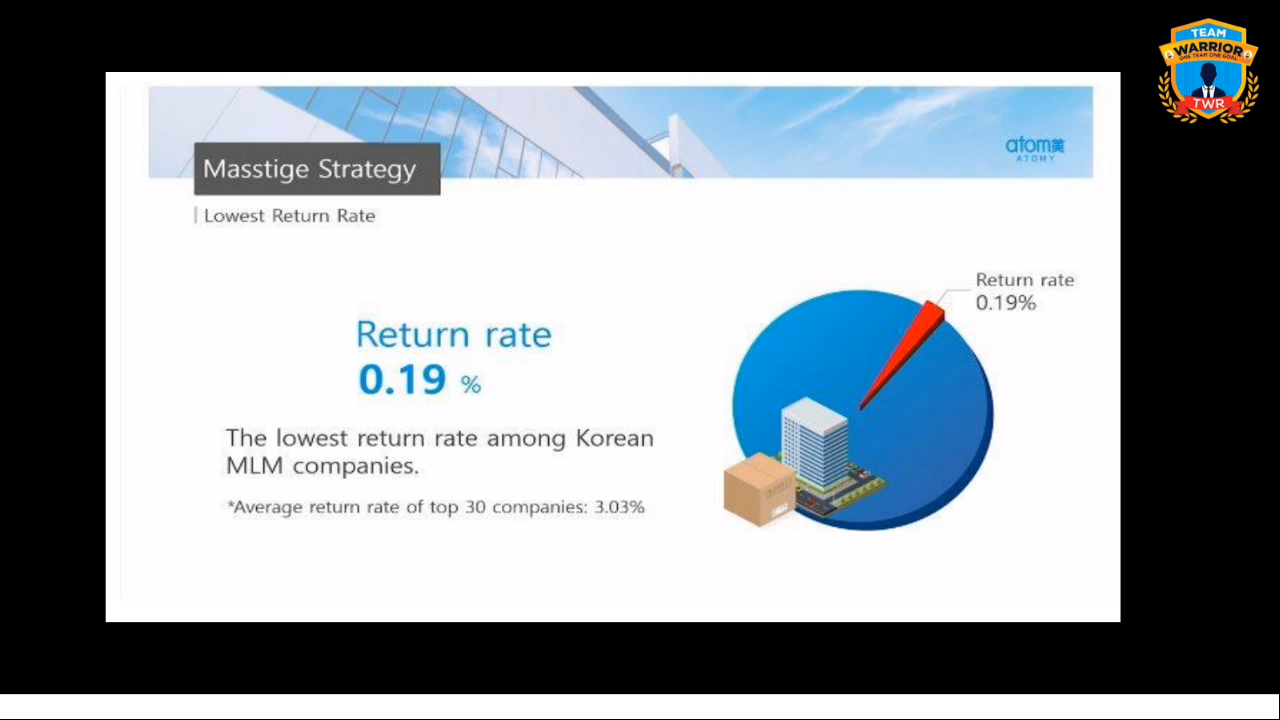 TEAM
WARRIOR
ONE TEAM ONE GOAL
TWR
atom美
ATOMY
Masstige Strategy
Lowest Return Rate
Return rate
0.19%
Return rate
0.19 %
The lowest return rate among Korean
MLM companies.
*Average return rate of top 30 companies: 3.03%